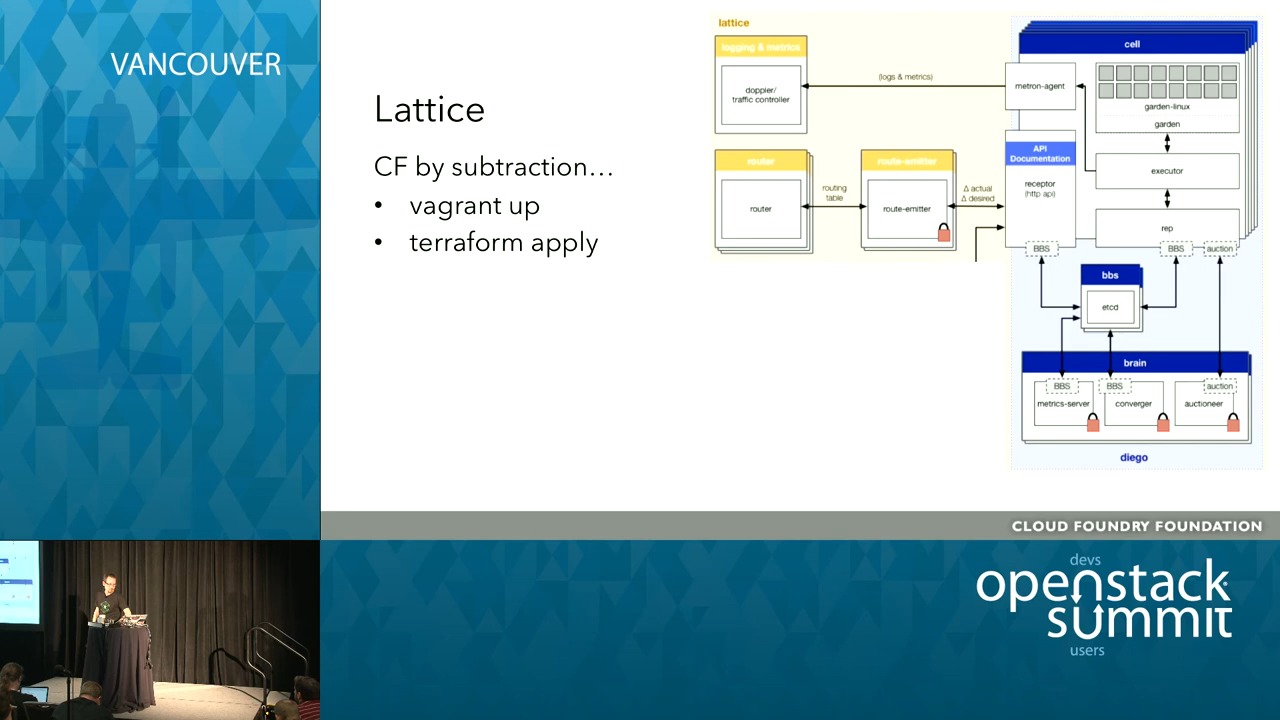 VANCOUVER
Lattice
CF by subtraction…
• vagrant up
• terraform apply
lattice
logging & metrics
doppler/
traffic controller
(logs & metrics)
cell
metron-agent
garden-linux
garden
API
Documentation
receptor
(http api)
executor
rep
router
router
routing
table
route-emitter
route-emitter
Δ actual
Δ desired
BBS
BBS
auction
bbs
etcd
brain
BBS
BBS
auction
metrics-server
converger
auctioneer
diego
CLOUD FOUNDRY FOUNDATION
devs
openstack
summit
users